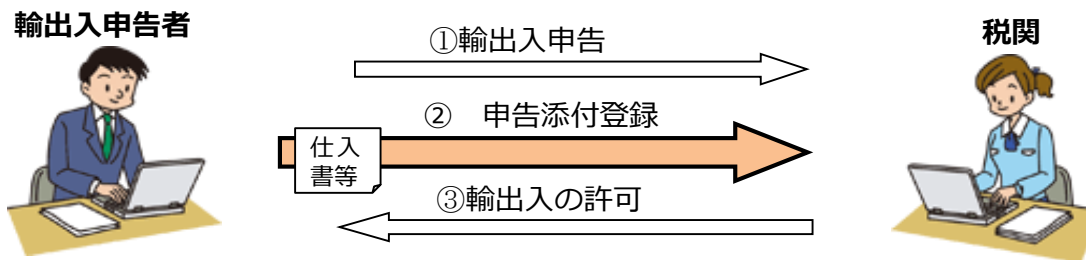 輸出入申告者
税関
①輸出入申告
②　申告添付登録
仕入
書等
③輸出入の許可